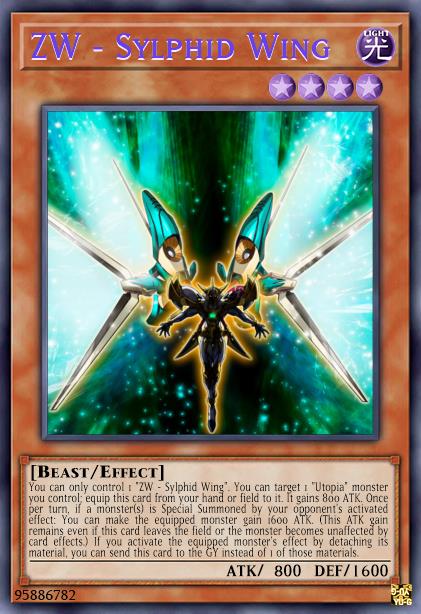 ZW - Sylphid Wing
LIGHT
光
[Beast/Effect]
You can only control 1 "ZW - Sylphid Wing". You can target 1 "Utopia" monster
you control; equip this card from your hand or field to it. It gains 800 ATK. Once
per turn, if a monster(s) is Special Summoned by your opponent's activated
effect: You can make the equipped monster gain 1600 ATK. (This ATK gain
remains even if this card leaves the field or the monster becomes unaffected by
card effects.) If you activate the equipped monster's effect by detaching its
material, you can send this card to the GY instead of 1 of those materials.
ATK/ 800 DEF/1600
95886782